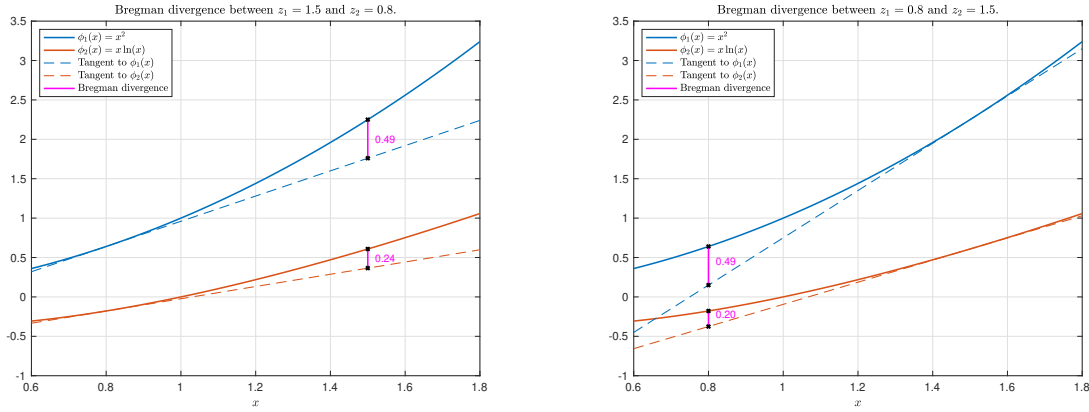 Bregman divergence between z₁ = 1.5 and z₂ = 0.8.
3.5
3
2.5
2
1.5
1
0.5
0
-0.5
-1
ϕ₁(x) = x²
ϕ₂(x) = x ln(x)
Tangent to ϕ₁(x)
Tangent to ϕ₂(x)
Bregman divergence
0.49
0.24
0.6 0.8 1 1.2 1.4 1.6 1.8
x
Bregman divergence between z₁ = 0.8 and z₂ = 1.5.
3.5
3
2.5
2
1.5
1
0.5
0
-0.5
-1
ϕ₁(x) = x²
ϕ₂(x) = x ln(x)
Tangent to ϕ₁(x)
Tangent to ϕ₂(x)
Bregman divergence
0.49
0.20
0.6 0.8 1 1.2 1.4 1.6 1.8
x